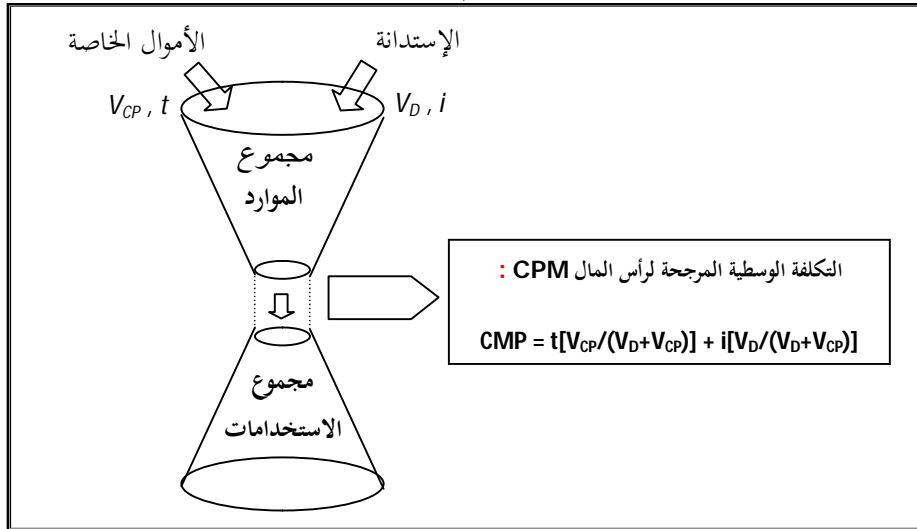 الأموال الخاصة
الإستدانة
V_CP , t
V_D , i
مجموع
الموارد
التكلفة الوسطية المرجحة لرأس المال CPM :
CMP = t[V_CP/(V_D+V_CP)] + i[V_D/(V_D+V_CP)]
مجموع
الاستخدامات